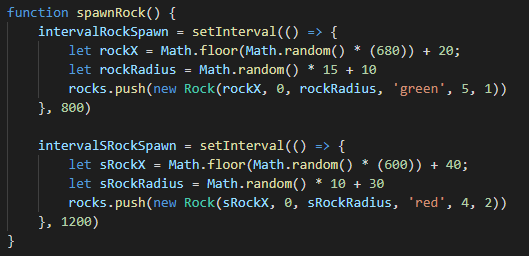 function spawnRock() {
    intervalRockSpawn = setInterval(() => {
        let rockX = Math.floor(Math.random() * (680)) + 20;
        let rockRadius = Math.random() * 15 + 10
        rocks.push(new Rock(rockX, 0, rockRadius, 'green', 5, 1))
    }, 800)

    intervalSRockSpawn = setInterval(() => {
        let sRockX = Math.floor(Math.random() * (600)) + 40;
        let sRockRadius = Math.random() * 10 + 30
        rocks.push(new Rock(sRockX, 0, sRockRadius, 'red', 4, 2))
    }, 1200)
}